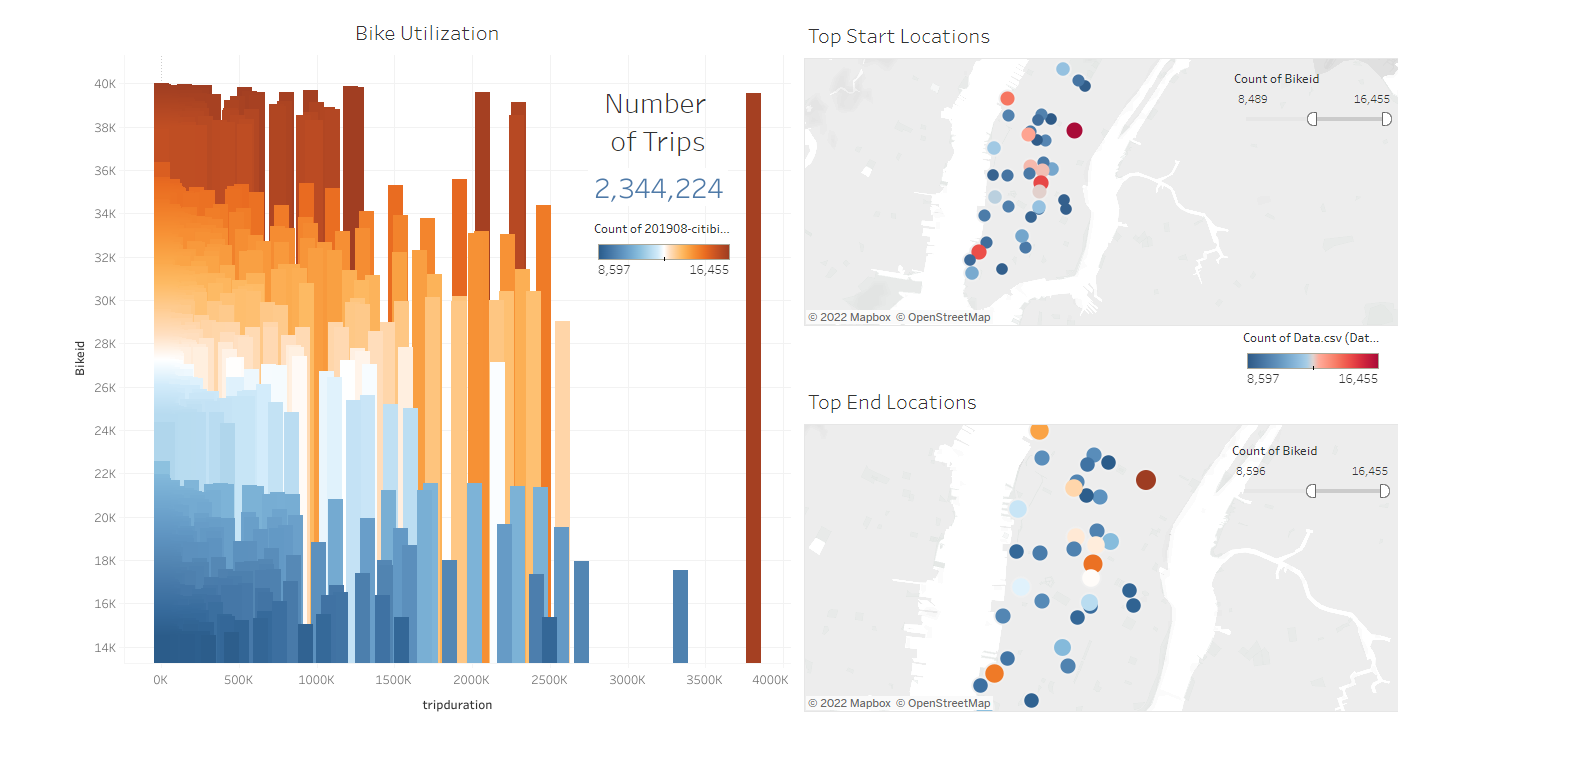 Bike Utilization
40K
38K
36K
34K
32K
30K
28K
26K
24K
22K
20K
18K
16K
14K
Bikeid
0K 500K 1000K 1500K 2000K 2500K 3000K 3500K 4000K
tripduration
Number
of Trips
2,344,224
Count of 201908-citibi...
8,597 16,455
Top Start Locations
Count of Bikeid
8,489 16,455
© 2022 Mapbox © OpenStreetMap
Count of Data.csv (Dat...
8,597 16,455
Top End Locations
Count of Bikeid
8,596 16,455
© 2022 Mapbox © OpenStreetMap